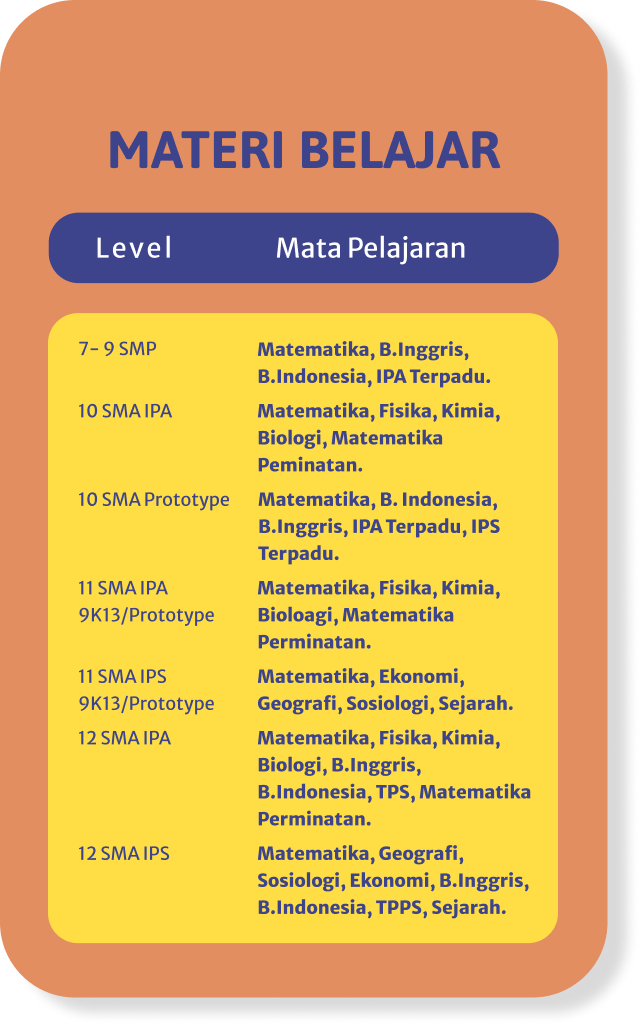 MATERI BELAJAR
Level Mata Pelajaran
7- 9 SMP Matematika, B.Inggris,
B.Indonesia, IPA Terpadu.
10 SMA IPA Matematika, Fisika, Kimia,
Biologi, Matematika
Peminatan.
10 SMA Prototype Matematika, B. Indonesia,
B.Inggris, IPA Terpadu, IPS
Terpadu.
11 SMA IPA Matematika, Fisika, Kimia,
9K13/Prototype Bioloagi, Matematika
Perminatan.
11 SMA IPS Matematika, Ekonomi,
9K13/Prototype Geografi, Sosiologi, Sejarah.
12 SMA IPA Matematika, Fisika, Kimia,
Biologi, B.Inggris,
B.Indonesia, TPS, Matematika
Perminatan.
12 SMA IPS Matematika, Geografi,
Sosiologi, Ekonomi, B.Inggris,
B.Indonesia, TPPS, Sejarah.